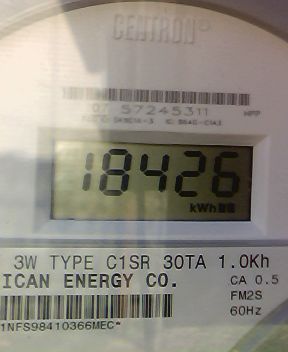 CENTRON
07 57245311
18426
kWh
3W TYPE C1SR 30TA 1.0Kh
ICAN ENERGY CO.
CA 0.5
FM2S
60Hz
1NFS98410366MEC*